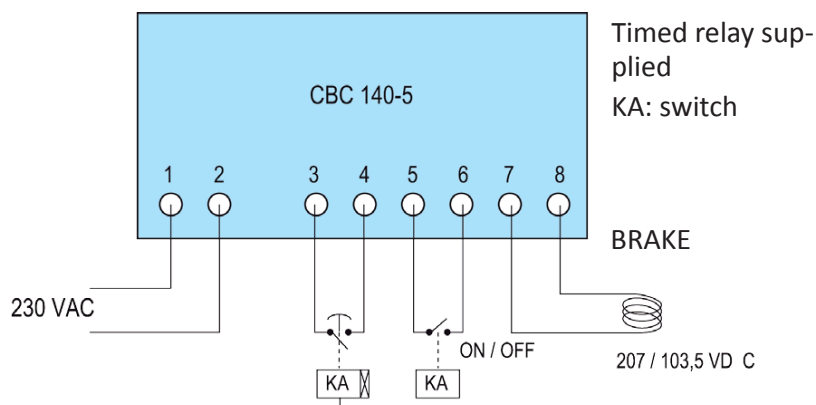 Timed relay sup-
plied
KA: switch
CBC 140-5
1 2 3 4 5 6 7 8
BRAKE
230 VAC
ON / OFF
207 / 103,5 VD C
KA KA